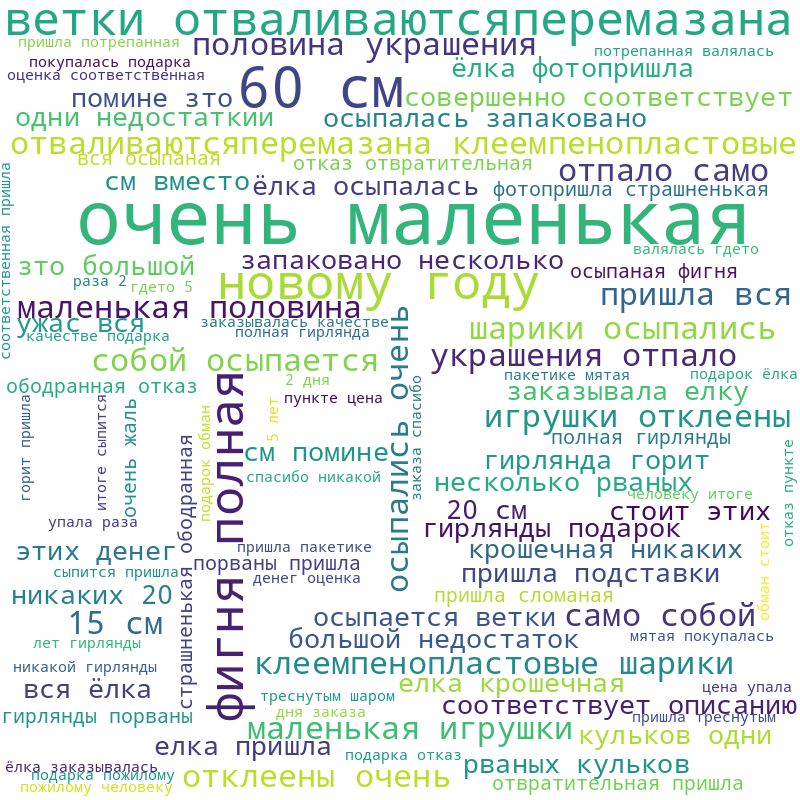 ветки отваливаютсяперемазана
пришла потрепанная
половина украшения
потрепанная валялась
покупалась подарка
ёлка фотопришла
оценка соответственная
60 см
помине зто
совершенно соответствует
одни недостаткии
осыпалась запаковано
отваливаютсяперемазана клеемпенопластовые
вся осыпаная
отказ отвратительная
отпало само
см вместо
ёлка осыпалась
фотопришла страшненькая
соответственная пришла
очень маленькая
валялась гдето
запаковано несколько
зто большой
осыпаная фигня
раза 2
гдето 5
новому году
пришла вся
маленькая половина
ужас вся
заказывалась качестве
полная гирлянда
шарики осыпались
качестве подарка
собой осыпается
украшения отпало
ободранная отказ
2 дня
пакетике мятая
подарок ёлка
заказывала елку
пункте цена
горит пришла
итоге сыпится
очень жаль
подарок обман
5 лет
фигня полная
осыпались очень
заказа спасибо
игрушки отклеены
полная гирлянды
отказ пункте
см помине
гирлянда горит
спасибо никакой
несколько рваных
человеку итоге
страшненькая ободранная
20 см
стоит этих
упала раза
гирлянды подарок
обман стоит
этих денег
пришла пакетике
крошечная никаких
порваны пришла
сыпится пришла
денег оценка
пришла подставки
никаких 20
пришла сломаная
15 см
осыпается ветки
само собой
лет гирлянды
большой недостаток
мятая покупалась
никакой гирлянды
клеемпенопластовые шарики
вся ёлка
елка крошечная
цена упала
треснутым шаром
соответствует описанию
гирлянды порваны
дня заказа
пришла треснутым
маленькая игрушки
кульков одни
елка пришла
подарка отказ
ёлка заказывалась
рваных кульков
подарка пожилому
отклеены очень
отвратительная пришла
пожилому человеку